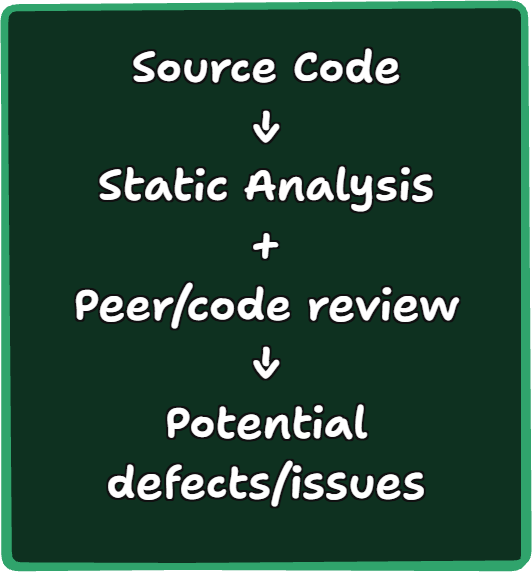 Source Code
↓
Static Analysis
+
Peer/code review
↓
Potential
defects/issues